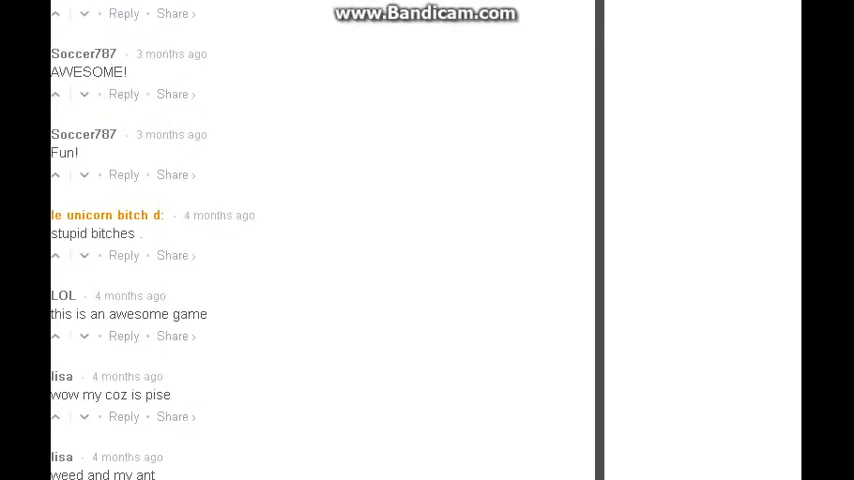 www.Bandicam.com
• Reply • Share ›
Soccer787 • 3 months ago
AWESOME!
• Reply • Share ›
Soccer787 • 3 months ago
Fun!
• Reply • Share ›
le unicorn bitch d: • 4 months ago
stupid bitches .
• Reply • Share ›
LOL • 4 months ago
this is an awesome game
• Reply • Share ›
lisa • 4 months ago
wow my coz is pise
• Reply • Share ›
lisa • 4 months ago
weed and my ant